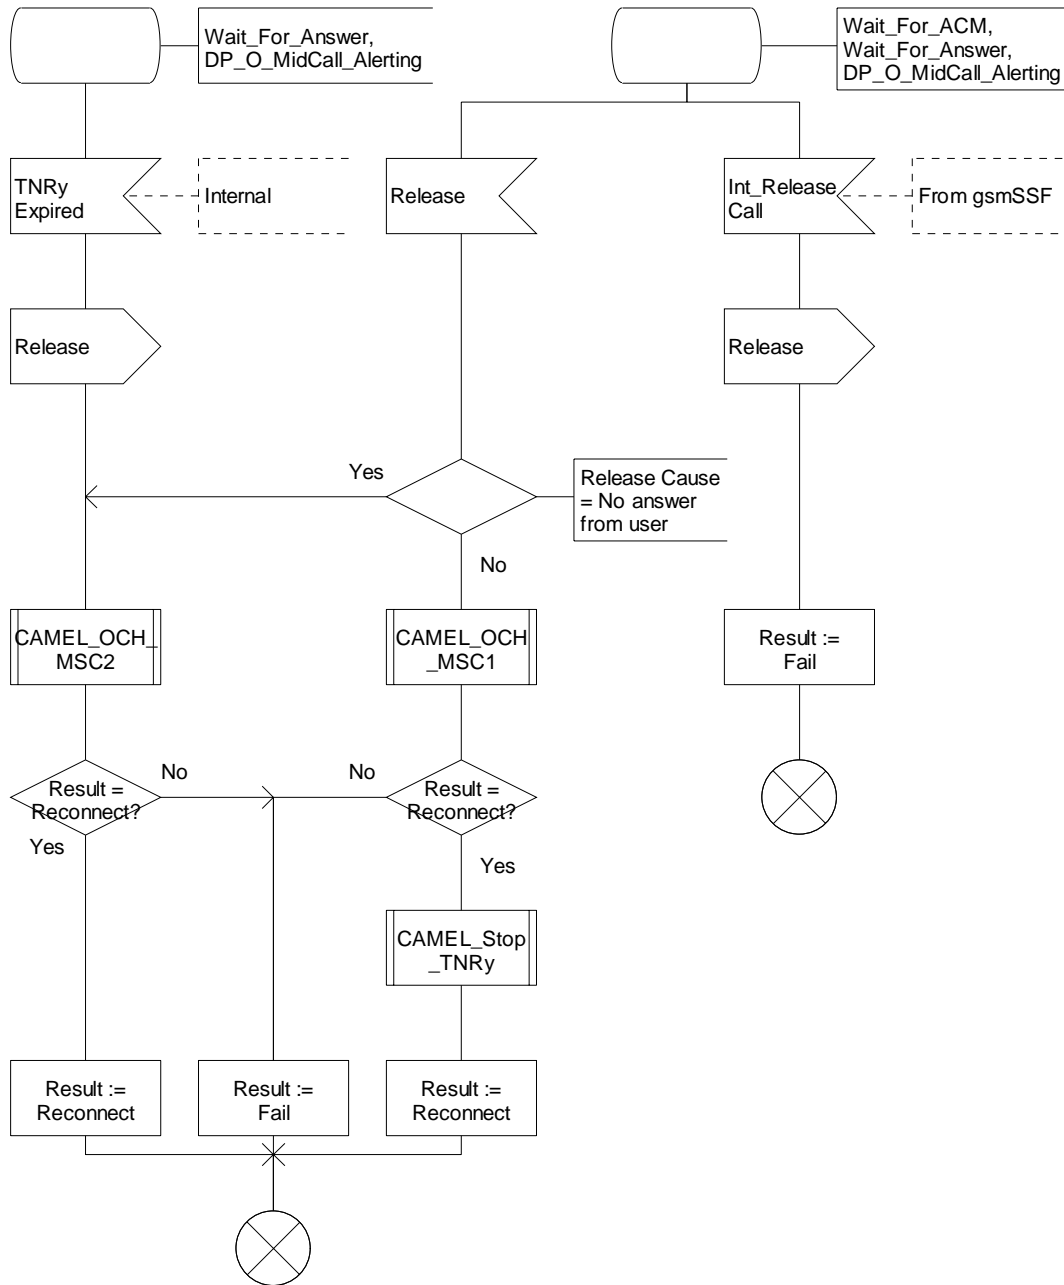 Wait_For_Answer,
DP_O_MidCall_Alerting
Wait_For_ACM,
Wait_For_Answer,
DP_O_MidCall_Alerting
TNRy
Expired
Internal
Release
Int_Release
Call
From gsmSSF
Release
Release
Yes
Release Cause
= No answer
from user
No
CAMEL_OCH_
MSC2
CAMEL_OCH
_MSC1
Result :=
Fail
Result =
Reconnect?
No
No
Result =
Reconnect?
Yes
Yes
CAMEL_Stop
_TNRy
Result :=
Reconnect
Result :=
Fail
Result :=
Reconnect